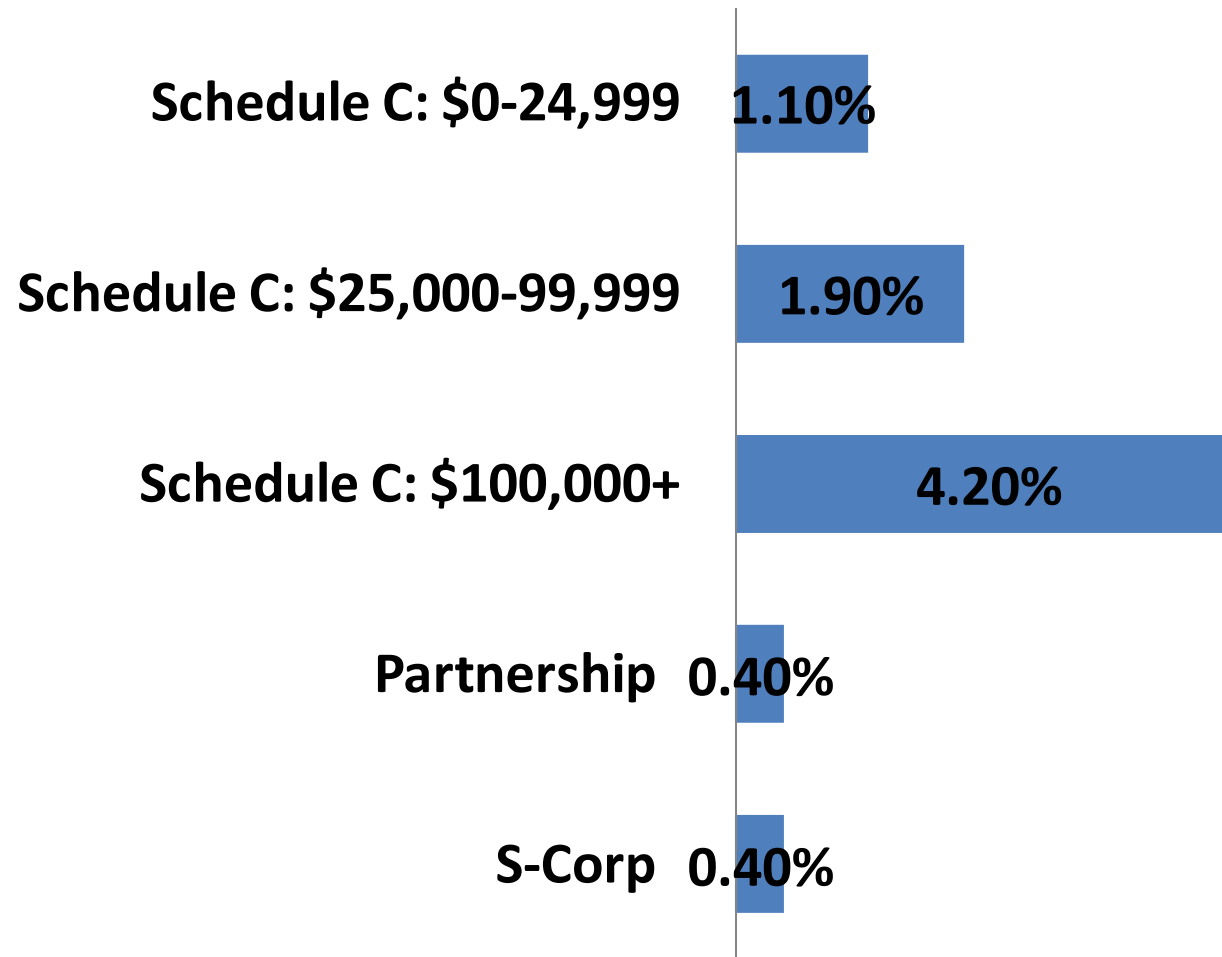 Schedule C: $0-24,999 1.10%
Schedule C: $25,000-99,999 1.90%
Schedule C: $100,000+ 4.20%
Partnership 0.40%
S-Corp 0.40%